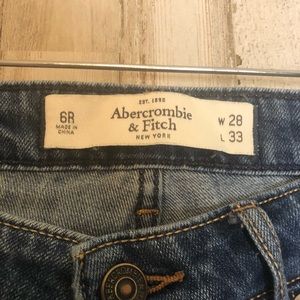 EST. 1892
6R
MADE IN
CHINA
Abercrombie
& Fitch
NEW YORK
W 28
L 33